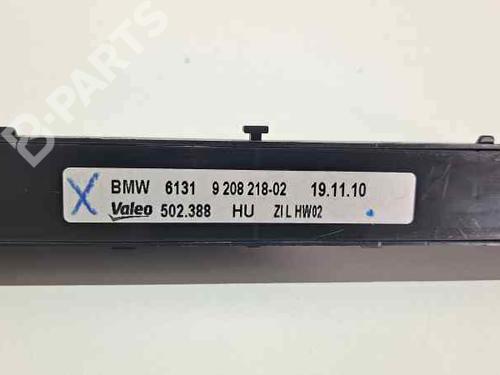 B-PARTS
X BMW 6131 9 208 218-02 19.11.10
Valeo 502.388 HU ZI L HW02